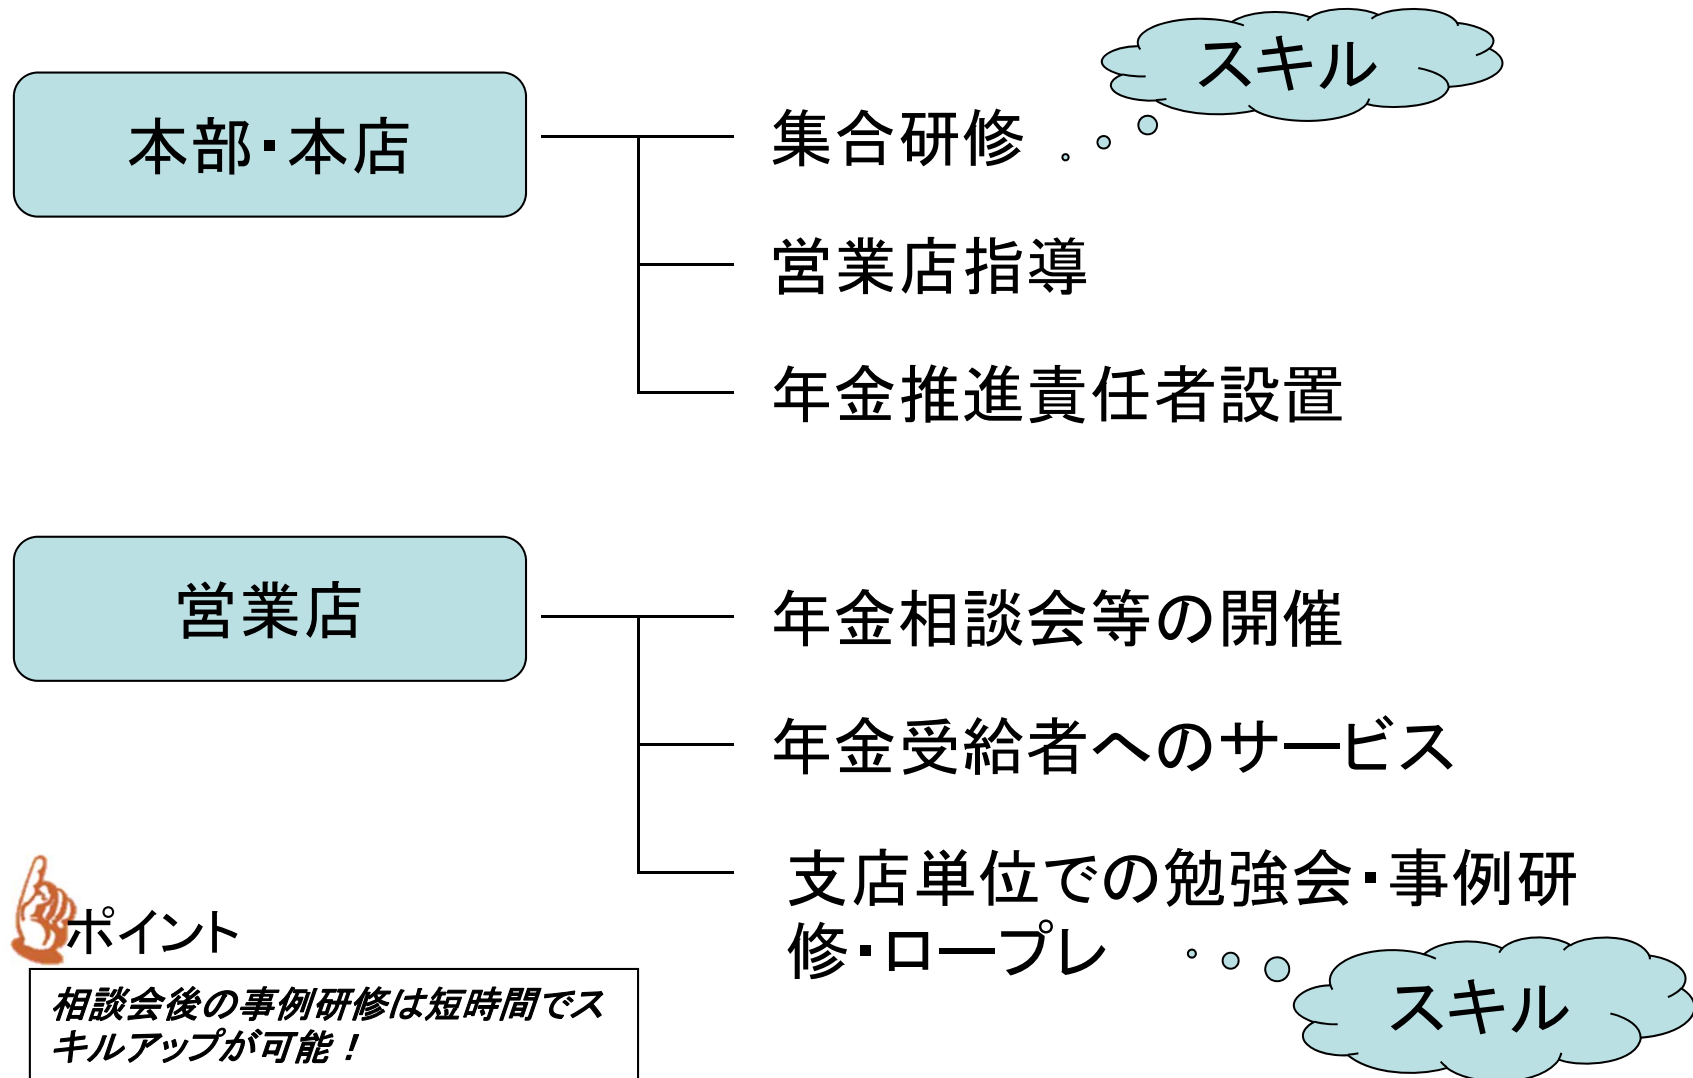 スキル
本部・本店
集合研修
営業店指導
年金推進責任者設置
営業店
年金相談会等の開催
年金受給者へのサービス
支店単位での勉強会・事例研
修・ロープレ
スキル
ポイント
相談会後の事例研修は短時間でス
キルアップが可能！